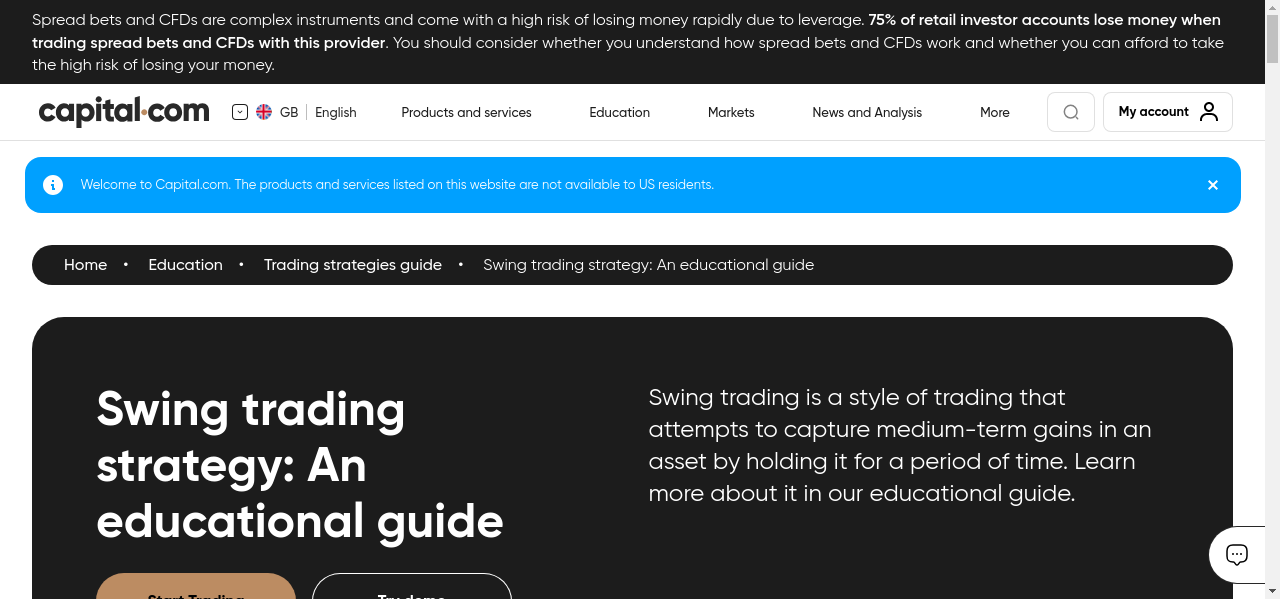 Spread bets and CFDs are complex instruments and come with a high risk of losing money rapidly due to leverage. 75% of retail investor accounts lose money when
trading spread bets and CFDs with this provider. You should consider whether you understand how spread bets and CFDs work and whether you can afford to take
the high risk of losing your money.
capital.com GB English Products and services Education Markets News and Analysis More My account
Welcome to Capital.com. The products and services listed on this website are not available to US residents.
Home • Education • Trading strategies guide • Swing trading strategy: An educational guide
Swing trading
strategy: An
educational guide
Swing trading is a style of trading that
attempts to capture medium-term gains in an
asset by holding it for a period of time. Learn
more about it in our educational guide.
Start Trading Try demo